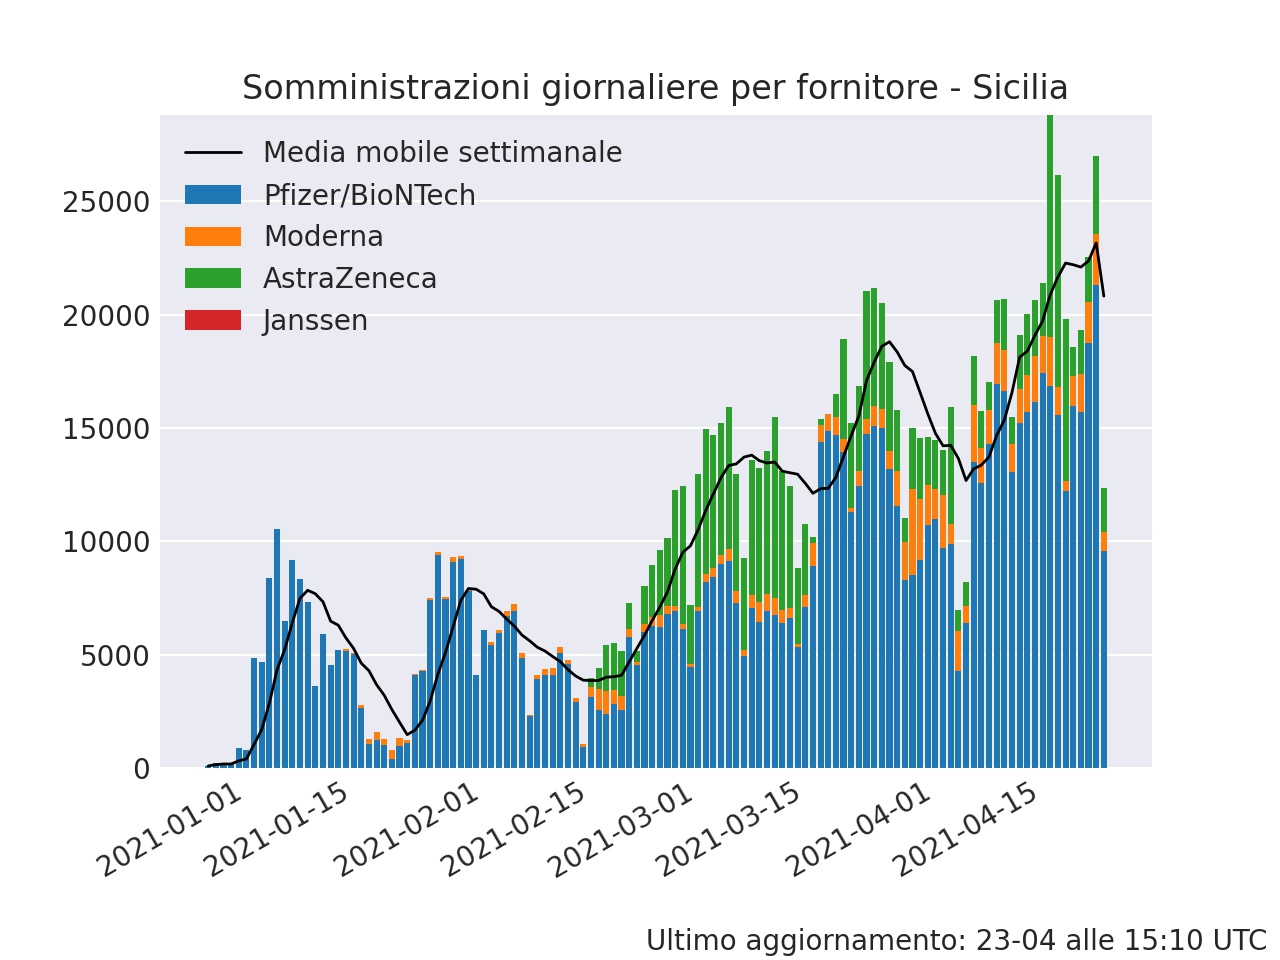 Somministrazioni giornaliere per fornitore - Sicilia
Media mobile settimanale
Pfizer/BioNTech
Moderna
AstraZeneca
Janssen
25000
20000
15000
10000
5000
0
2021-01-01
2021-01-15
2021-02-01
2021-02-15
2021-03-01
2021-03-15
2021-04-01
2021-04-15
Ultimo aggiornamento: 23-04 alle 15:10 UTC